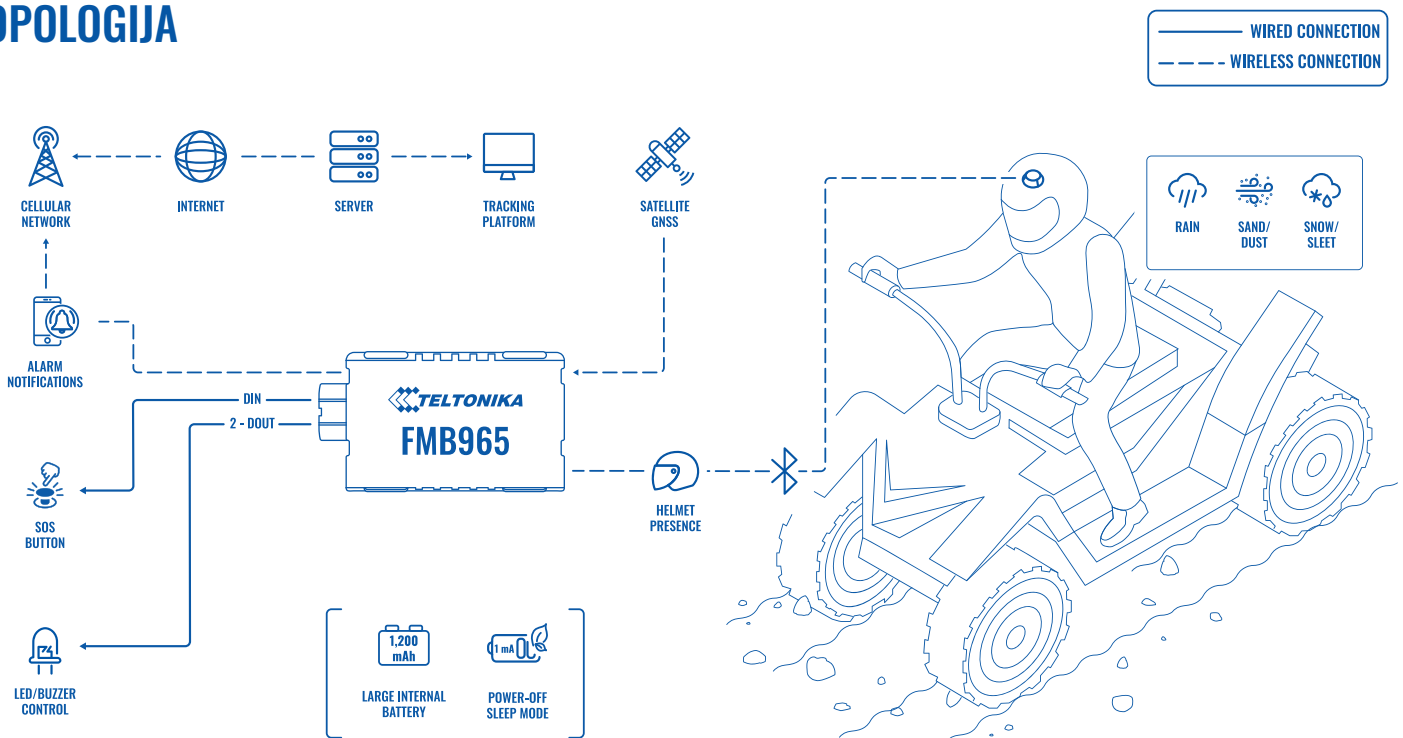 OPOLOGIJA
WIRED CONNECTION
WIRELESS CONNECTION
CELLULAR
NETWORK
INTERNET
SERVER
TRACKING
PLATFORM
SATELLITE
GNSS
RAIN
SAND/
DUST
SNOW/
SLEET
ALARM
NOTIFICATIONS
DIN
2 - DOUT
TELTONIKA
FMB965
SOS
BUTTON
HELMET
PRESENCE
LED/BUZZER
CONTROL
1,200
mAh
LARGE INTERNAL
BATTERY
1 mA
POWER-OFF
SLEEP MODE